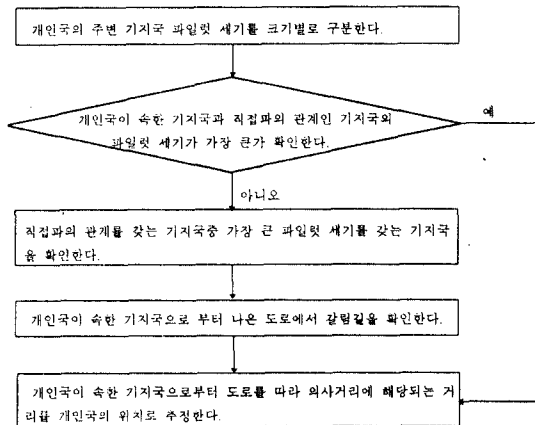 개인국의 주변 기지국 파일럿 세기를 크기별로 구분한다.
개인국이 속한 기지국과 직접파의 관계인 기지국의
파일럿 세기가 가장 큰가 확인한다.
예
아니오
직접파의 관계를 갖는 기지국중 가장 큰 파일럿 세기를 갖는 기지국
을 확인한다.
개인국이 속한 기지국으로 부터 나온 도로에서 갈림길을 확인한다.
개인국이 속한 기지국으로부터 도로를 따라 의사거리에 해당되는 거
리를 개인국의 위치로 추정한다.